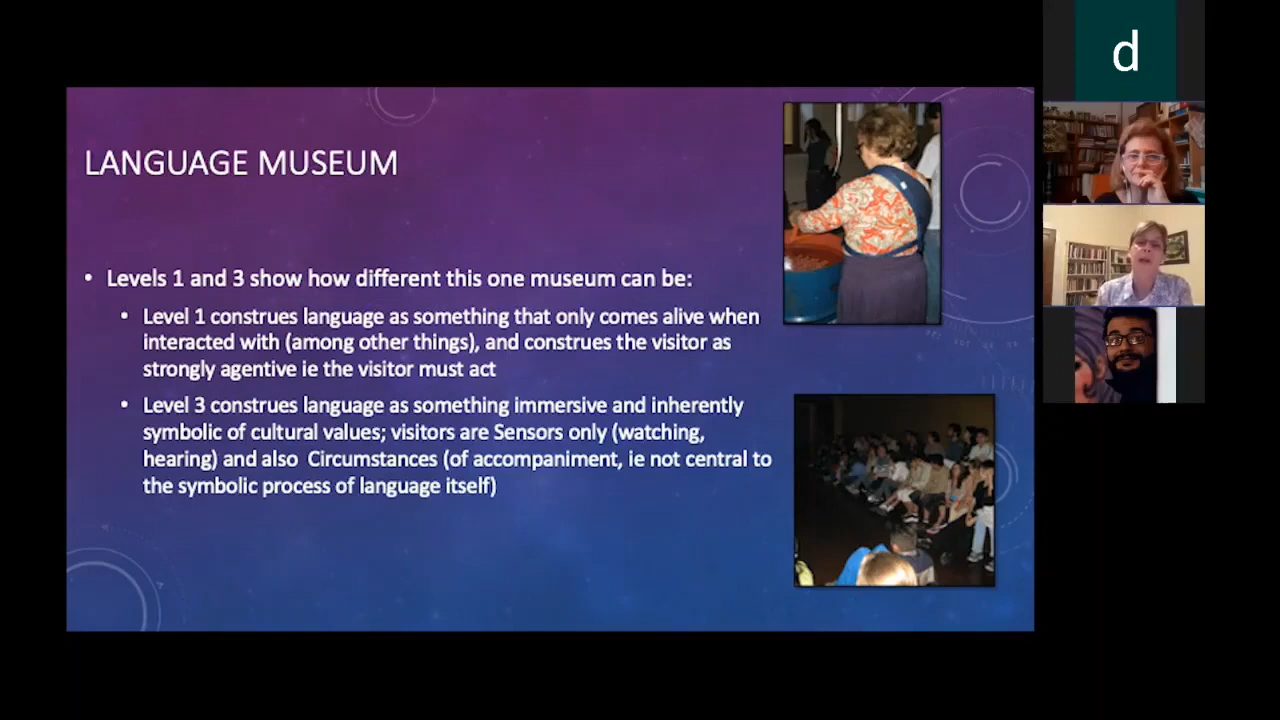 LANGUAGE MUSEUM
• Levels 1 and 3 show how different this one museum can be:
• Level 1 construes language as something that only comes alive when
interacted with (among other things), and construes the visitor as
strongly agentive ie the visitor must act
• Level 3 construes language as something immersive and inherently
symbolic of cultural values; visitors are Sensors only (watching,
hearing) and also Circumstances (of accompaniment, ie not central to
the symbolic process of language itself)
d